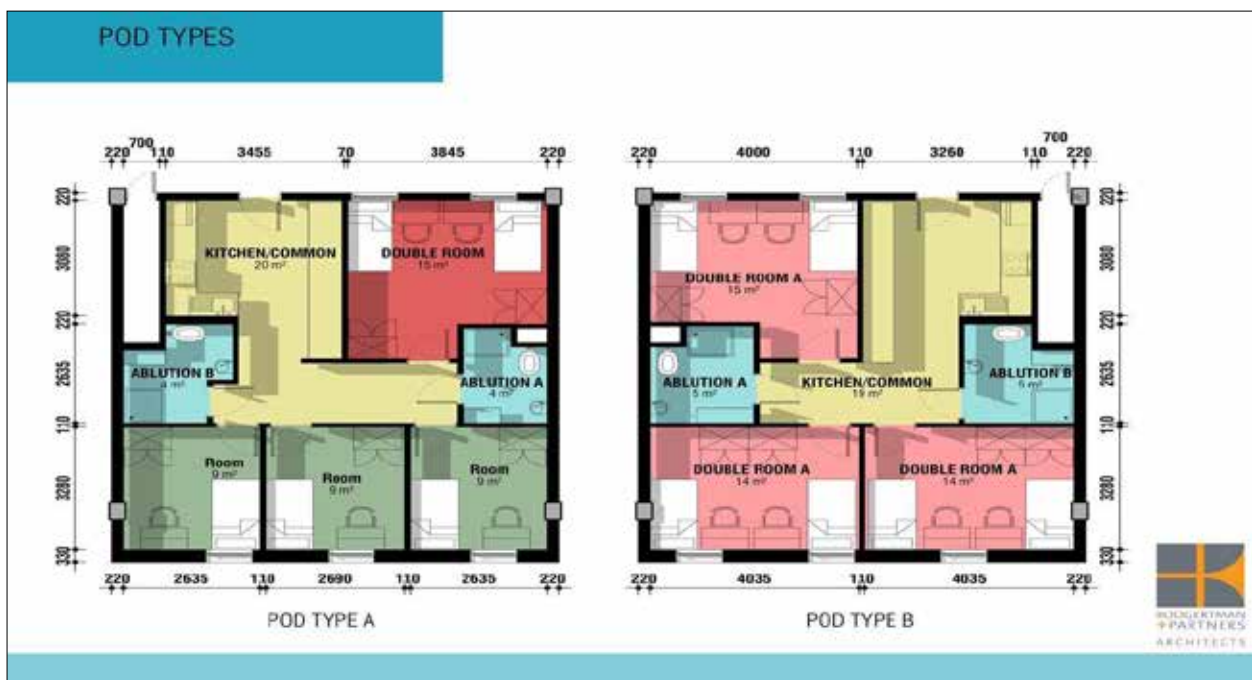 POD TYPES
700
220 110 3455 70 3845 220
220
3080
220
2635
110
3280
330
KITCHEN/COMMON
20 m²
DOUBLE ROOM
15 m²
ABLUTION B
4 m²
ABLUTION A
4 m²
Room
9 m²
Room
9 m²
Room
9 m²
220 2635 110 2690 110 2635 220
POD TYPE A
700
220 4000 110 3260 110 220
DOUBLE ROOM A
15 m²
ABLUTION A
5 m²
KITCHEN/COMMON
19 m²
ABLUTION B
5 m²
DOUBLE ROOM A
14 m²
DOUBLE ROOM A
14 m²
220
3080
220
2635
110
3280
330
220 4035 110 4035 220
POD TYPE B
BOOGERTMAN
+PARTNERS
ARCHITECTS